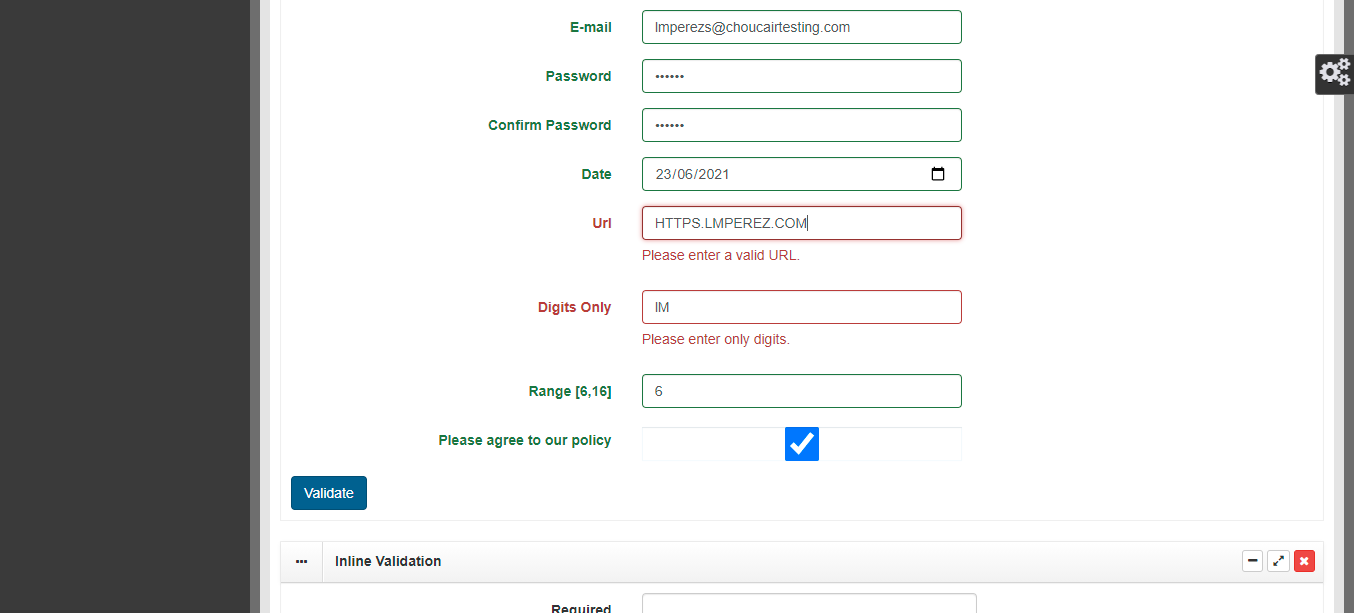 E-mail lmperezs@choucairtesting.com
Password ••••••
Confirm Password ••••••
Date 23/06/2021
Url HTTPS.LMPEREZ.COM
Please enter a valid URL.
Digits Only lM
Please enter only digits.
Range [6,16] 6
Please agree to our policy
Validate
Inline Validation
Required